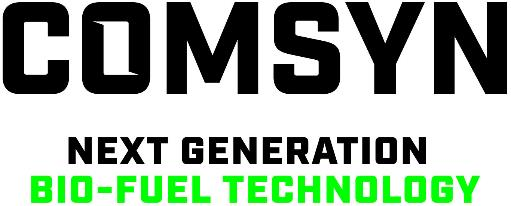 COMSYN
NEXT GENERATION
BIO-FUEL TECHNOLOGY